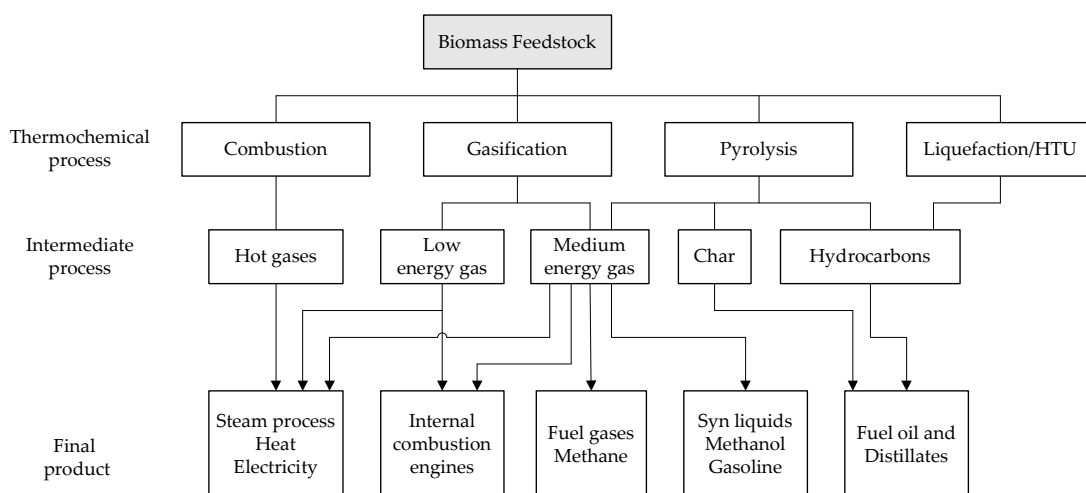 Biomass Feedstock
Thermochemical
process
Combustion
Gasification
Pyrolysis
Liquefaction/HTU
Intermediate
process
Hot gases
Low
energy gas
Medium
energy gas
Char
Hydrocarbons
Final
product
Steam process
Heat
Electricity
Internal
combustion
engines
Fuel gases
Methane
Syn liquids
Methanol
Gasoline
Fuel oil and
Distillates